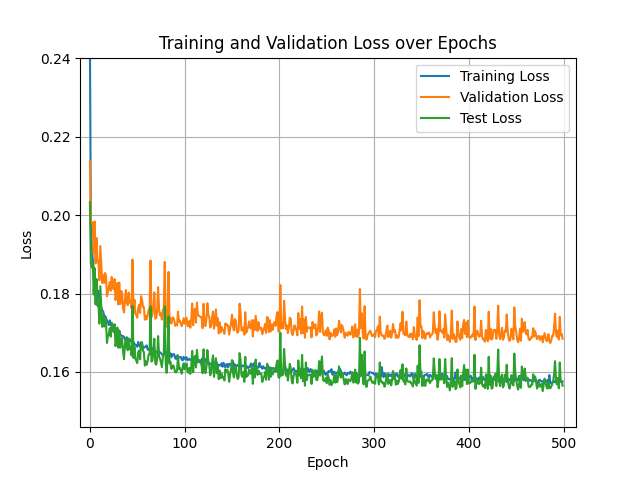 Training and Validation Loss over Epochs
Training Loss
Validation Loss
Test Loss
Loss
0.24
0.22
0.20
0.18
0.16
0 100 200 300 400 500
Epoch